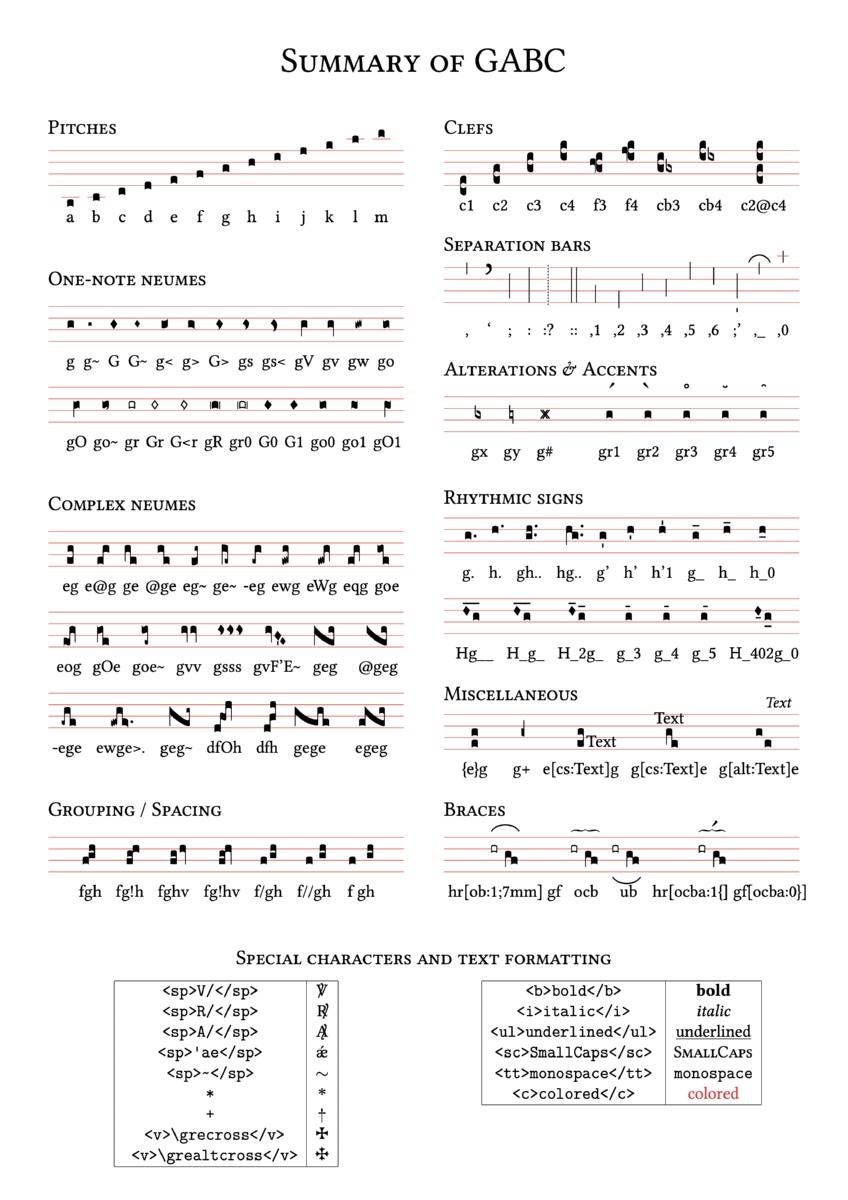 Summary of GABC
Pitches
a b c d e f g h i j k l m
One-note neumes
g g~ G G~ g< g> G> gs gs< gV gv gw go
gO go~ gr Gr G<r gR gr0 G0 G1 go0 go1 gO1
Complex neumes
eg e@g ge @ge eg~ ge~ -eg ewg eWg eqg goe
eog gOe goe~ gvv gsss gvF’E~ geg @geg
-ege ewge>. geg~ dfOh dfh gege egeg
Grouping / Spacing
fgh fg!h fghv fg!hv f/gh f//gh f gh
Clefs
c1 c2 c3 c4 f3 f4 cb3 cb4 c2@c4
Separation bars
, ‘ ; : :? :: ,1 ,2 ,3 ,4 ,5 ,6 ;’ ,_ ,0
Alterations & Accents
gx gy g# gr1 gr2 gr3 gr4 gr5
Rhythmic signs
g. h. gh.. hg.. g’ h’ h’1 g_ h_ h_0
Hg__ H_g_ H_2g_ g_3 g_4 g_5 H_402g_0
Miscellaneous
Text
Text
Text
{e}g g+ e[cs:Text]g g[cs:Text]e g[alt:Text]e
Braces
hr[ob:1;7mm] gf ocb ub hr[ocba:1{] gf[ocba:0}]
Special characters and text formatting
<sp>V/</sp> ℣
<sp>R/</sp> ℟
<sp>A/</sp> A̸
<sp>'ae</sp> ǽ
<sp>~</sp> ~
* *
+ †
<v>\grecross</v> ✠
<v>\grealtcross</v> ✢
<b>bold</b> bold
<i>italic</i> italic
<ul>underlined</ul> underlined
<sc>SmallCaps</sc> SmallCaps
<tt>monospace</tt> monospace
<c>colored</c> colored